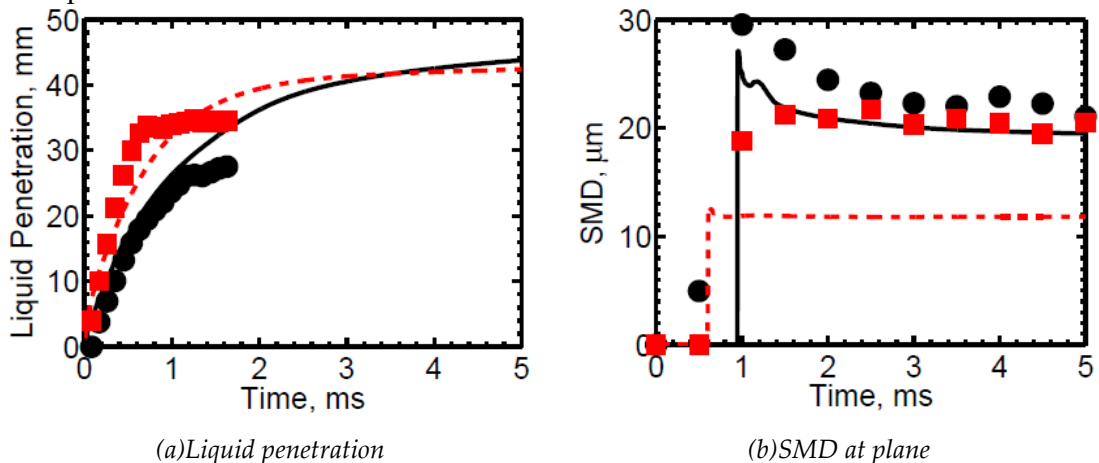 50
40
30
20
10
0
Liquid Penetration, mm
0 1 2 3 4 5
Time, ms
(a)Liquid penetration
30
20
10
0
SMD, μm
0 1 2 3 4 5
Time, ms
(b)SMD at plane